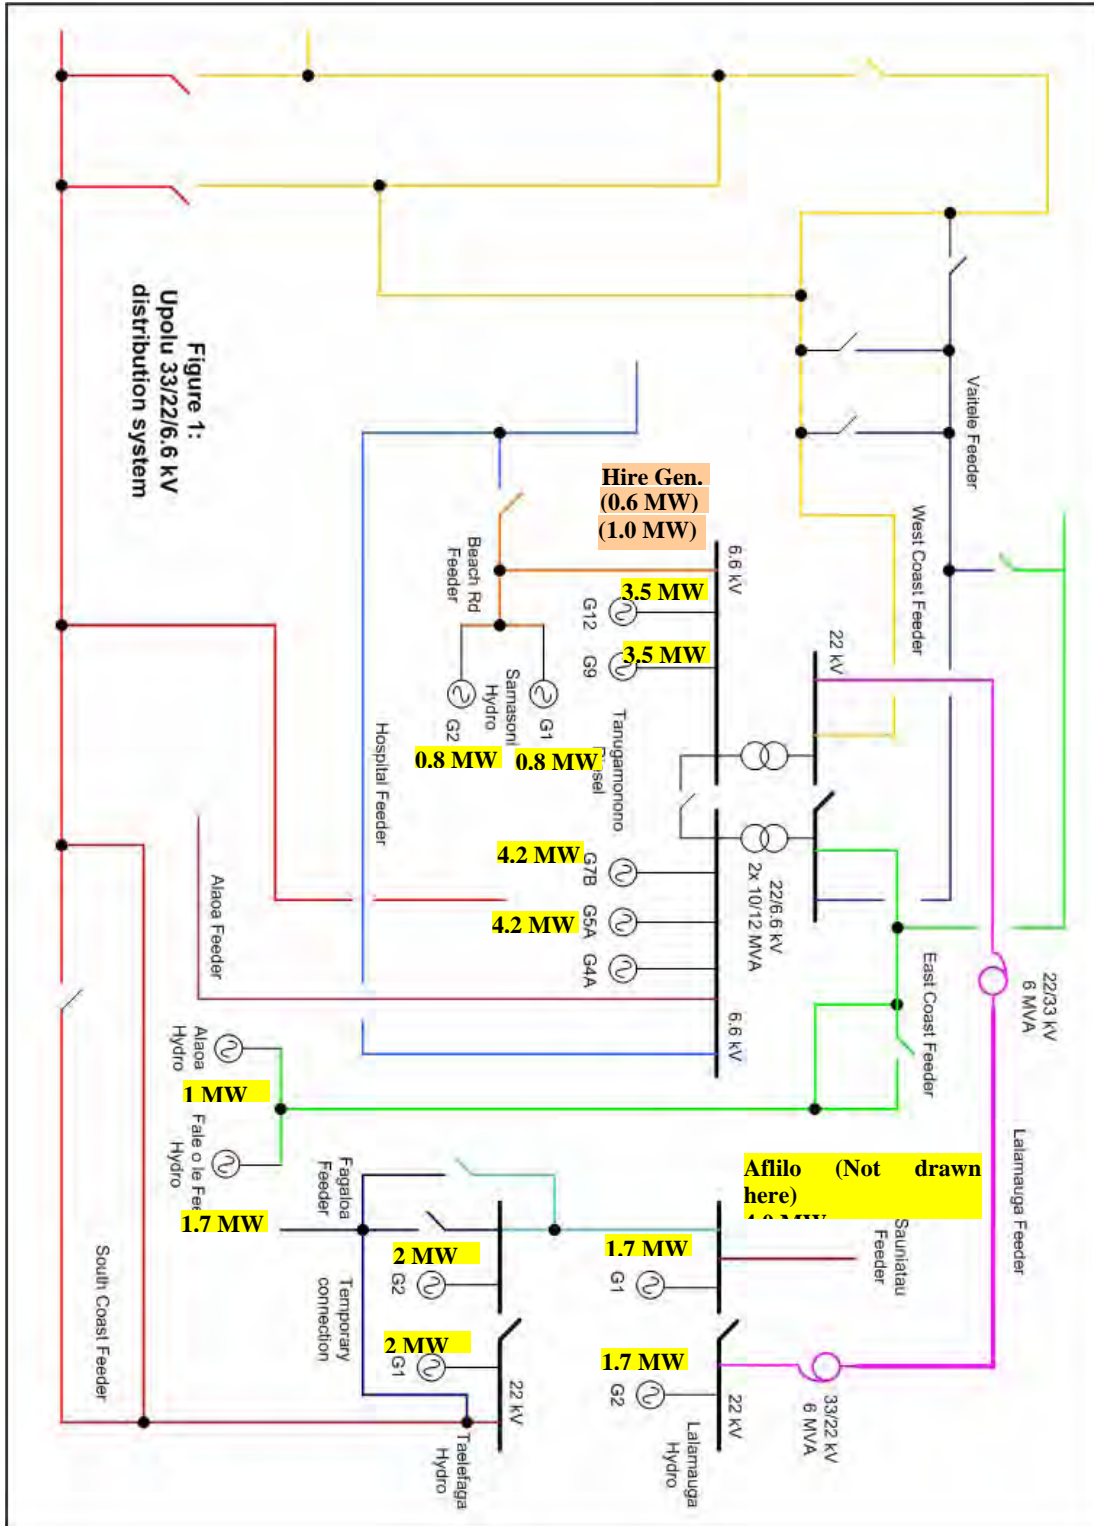 Figure 1:
Upolu 33/22/6.6 kV
distribution system
Vaitele Feeder
West Coast Feeder
Hire Gen.
(0.6 MW)
(1.0 MW)
6.6 kV
22 kV
Beach Rd
Feeder
3.5 MW
G12
3.5 MW
G9
Samasoni
Hydro
G1
G2
0.8 MW
0.8 MW
Tanugamonono
Hospital Feeder
4.2 MW
G7B
4.2 MW
G5A
G4A
22/6.6 kV
2x 10/12 MVA
6.6 kV
Alaoa Feeder
East Coast Feeder
22/33 kV
6 MVA
Lalamauga Feeder
Alaoa
Hydro
1 MW
Fale o le Fee
Hydro
1.7 MW
Aflilo (Not drawn
here)
4.0 MW
Sauniatau
Feeder
Fagaloa
Feeder
2 MW
G2
1.7 MW
G1
Temporary
connection
2 MW
G1
1.7 MW
G2
22 kV
22 kV
33/22 kV
6 MVA
Taelefaga
Hydro
Lalamauga
Hydro
South Coast Feeder